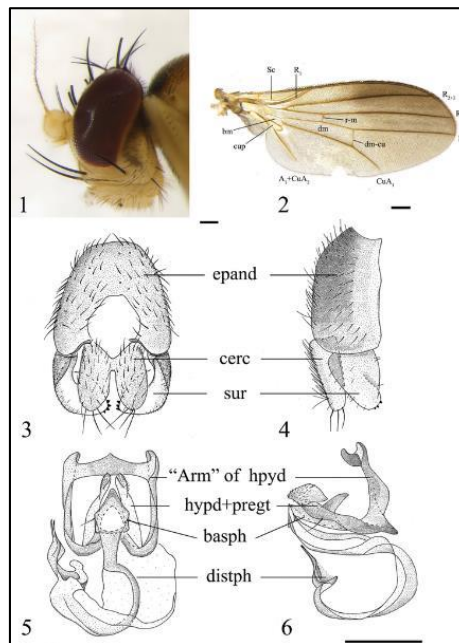 Sc
R₁
R₂₊₃
r-m
bm
dm
cup
dm-cu
A₁+CuA₂
CuA₁
1
2
epand
cerc
sur
3
4
"Arm" of hpyd
hypd+pregt
basph
distph
5
6